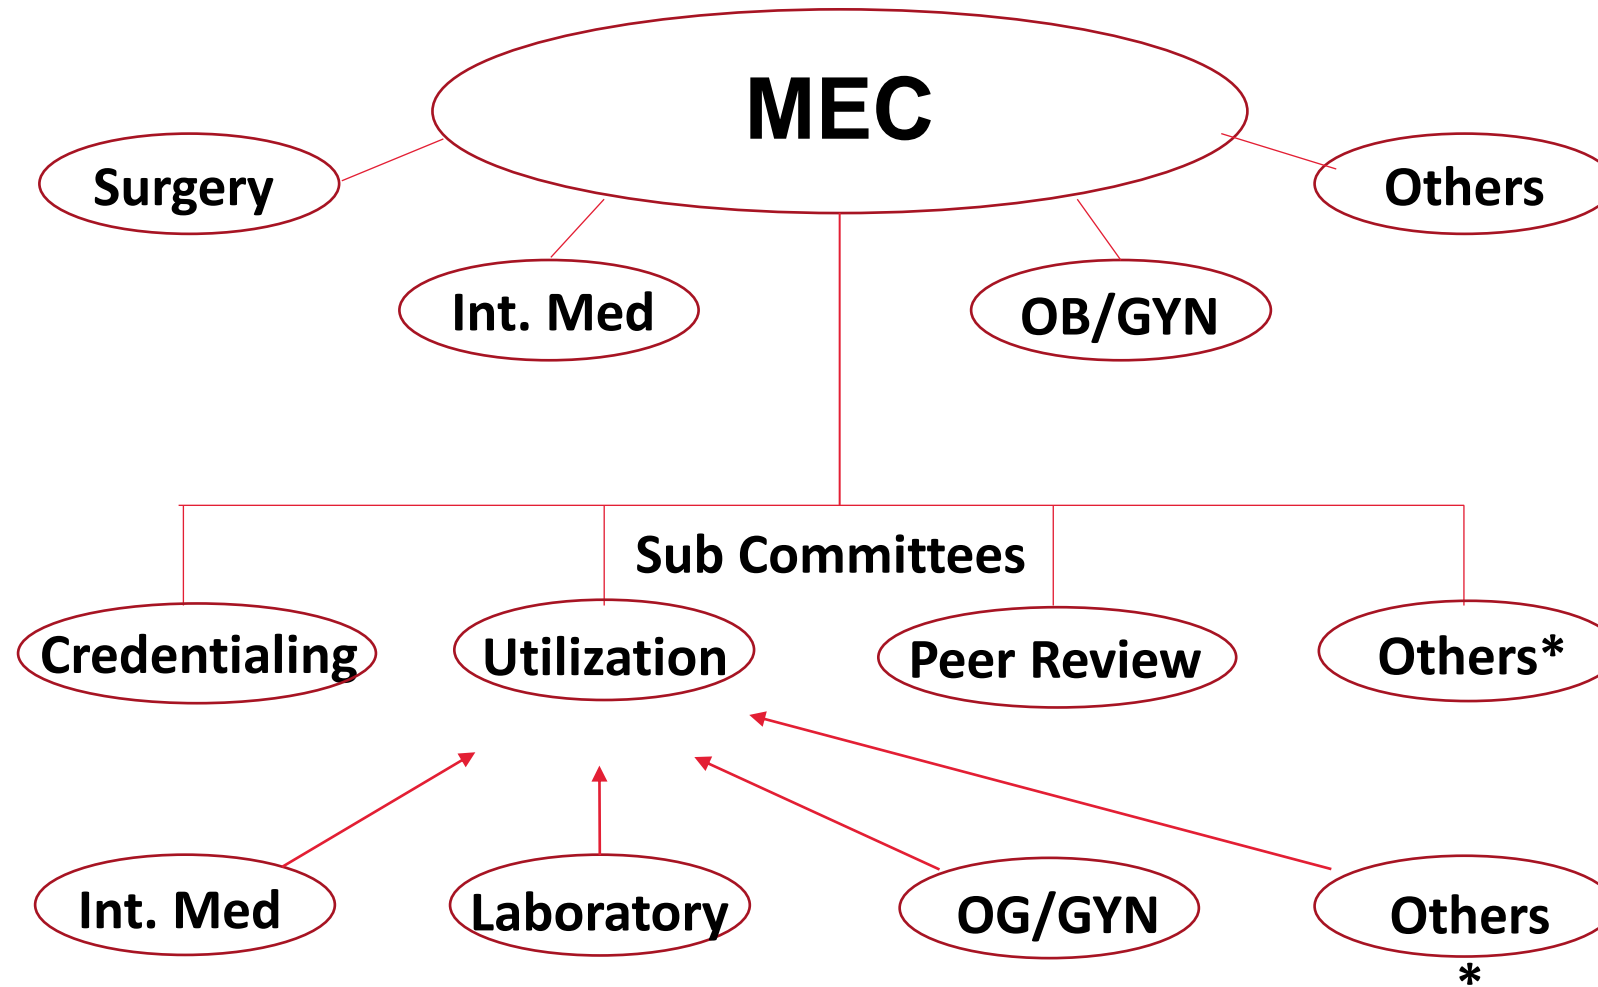 MEC
Surgery
Others
Int. Med
OB/GYN
Sub Committees
Credentialing
Utilization
Peer Review
Others*
Int. Med
Laboratory
OG/GYN
Others
*